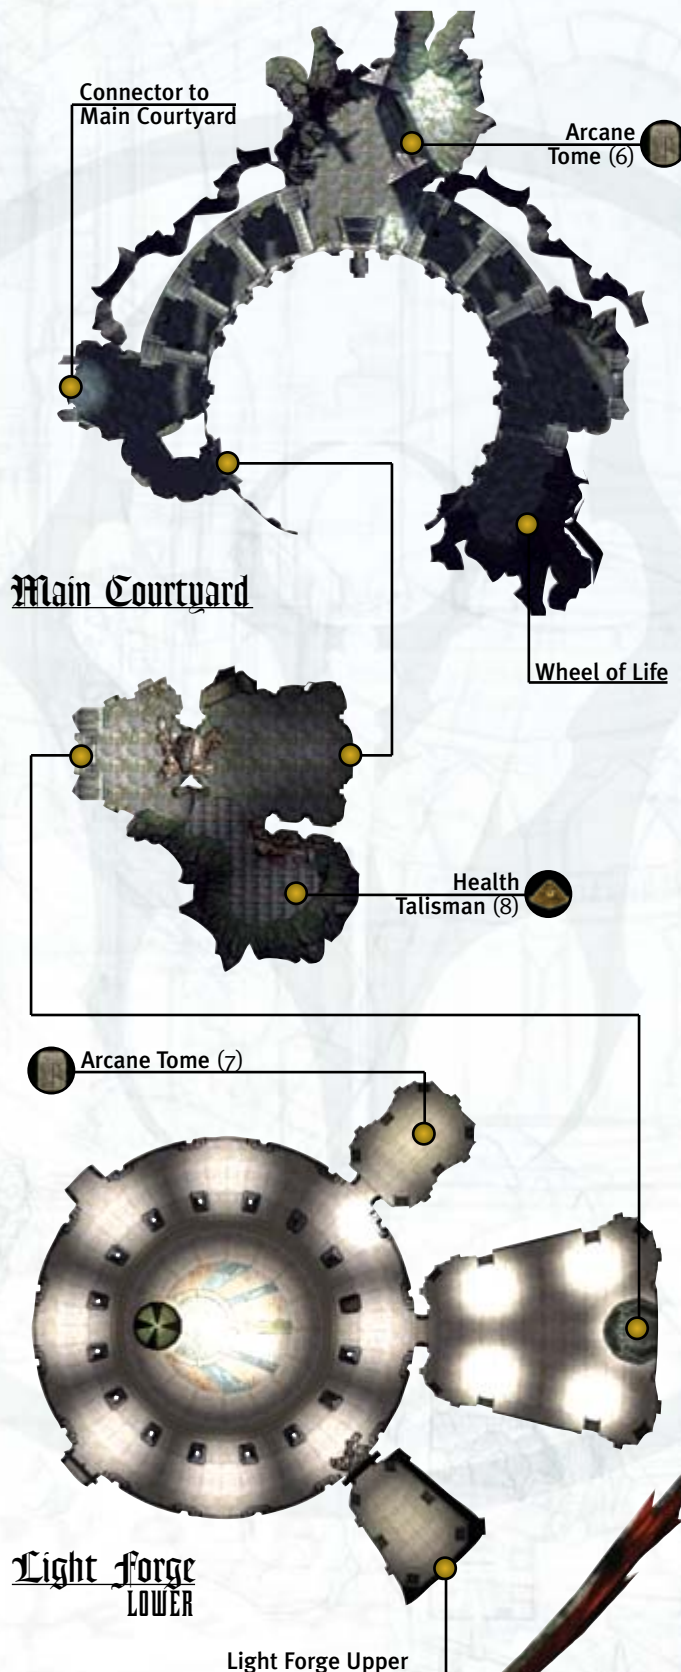 Connector to
Main Courtyard
Arcane
Tome (6)
Main Courtyard
Wheel of Life
Health
Talisman (8)
Arcane Tome (7)
Light Forge
LOWER
Light Forge Upper